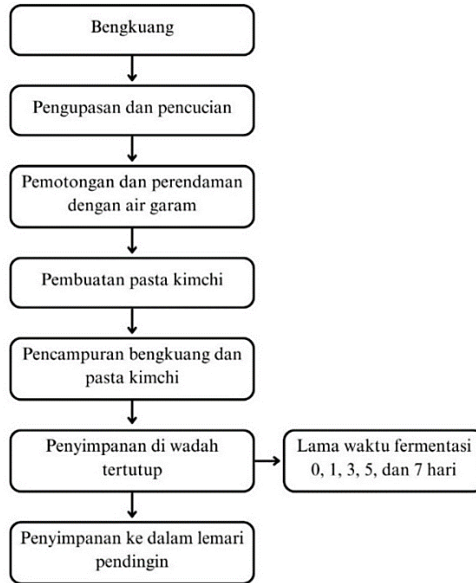 Bengkuang
Pengupasan dan pencucian
Pemotongan dan perendaman
dengan air garam
Pembuatan pasta kimchi
Pencampuran bengkuang dan
pasta kimchi
Penyimpanan di wadah
tertutup
Lama waktu fermentasi
0, 1, 3, 5, dan 7 hari
Penyimpanan ke dalam lemari
pendingin